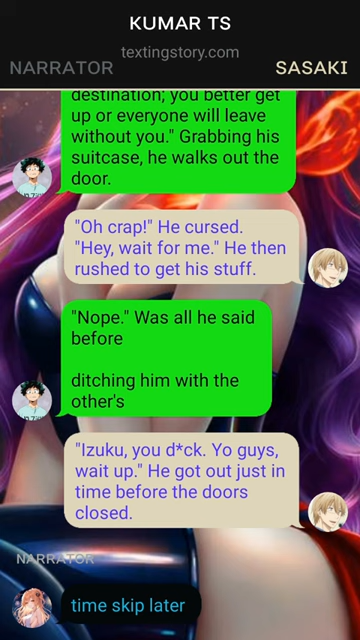 KUMAR TS
textingstory.com
NARRATOR
SASAKI
destination; you better get
up or everyone will leave
without you." Grabbing his
suitcase, he walks out the
door.
"Oh crap!" He cursed.
"Hey, wait for me." He then
rushed to get his stuff.
"Nope." Was all he said
before
ditching him with the
other's
"Izuku, you d*ck. Yo guys,
wait up." He got out just in
time before the doors
closed.
NARRATOR
time skip later